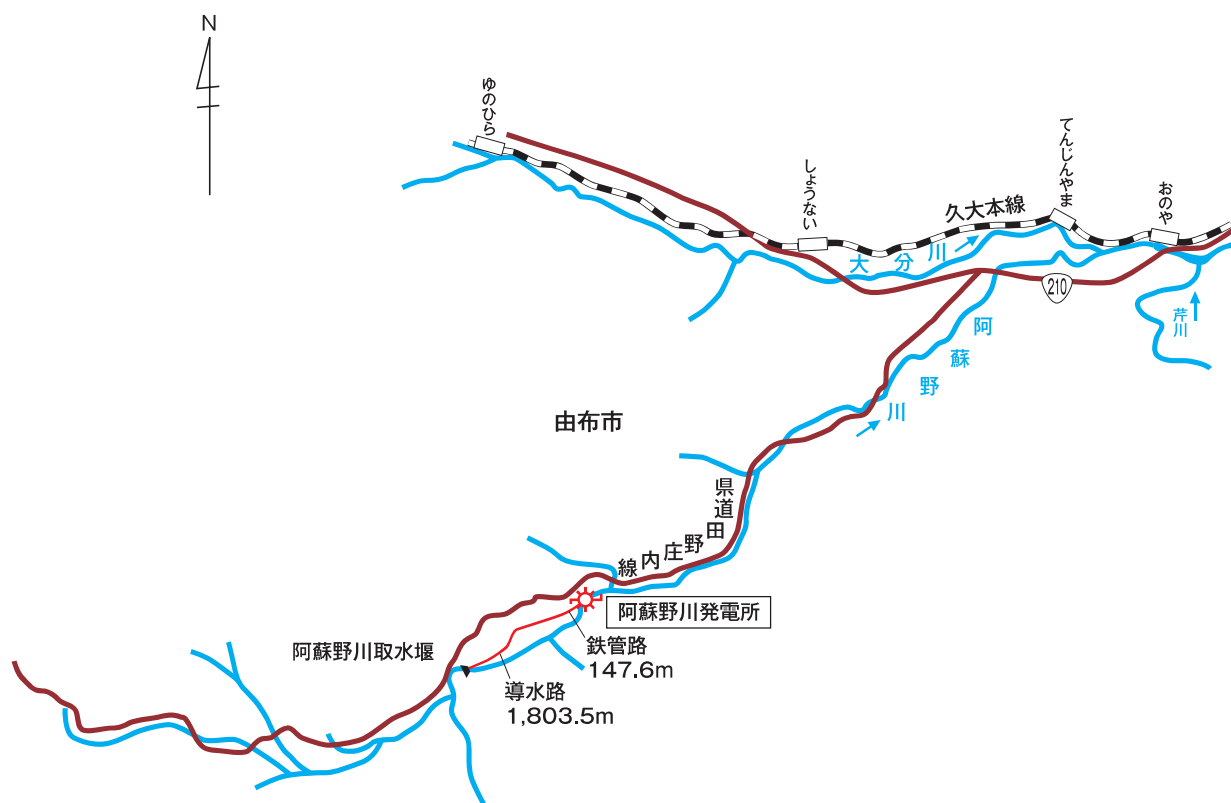 N
ゆのひら
しょうない
てんじんやま
おのや
久大本線
大分川
210
芹川
阿蘇野川
由布市
県道田野庄内線
阿蘇野川発電所
阿蘇野川取水堰
鉄管路
147.6m
導水路
1,803.5m